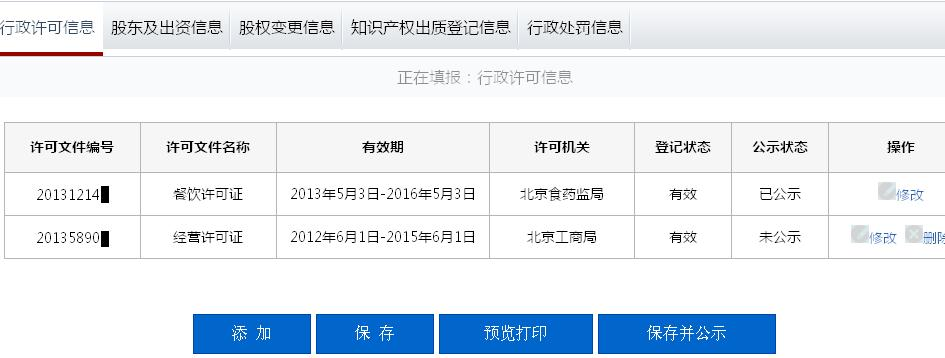 行政许可信息 股东及出资信息 股权变更信息 知识产权出质登记信息 行政处罚信息
正在填报：行政许可信息
许可文件编号 许可文件名称 有效期 许可机关 登记状态 公示状态 操作
20131214 餐饮许可证 2013年5月3日-2016年5月3日 北京食药监局 有效 已公示 修改
20135890 经营许可证 2012年6月1日-2015年6月1日 北京工商局 有效 未公示 修改 删除
添 加 保 存 预览打印 保存并公示